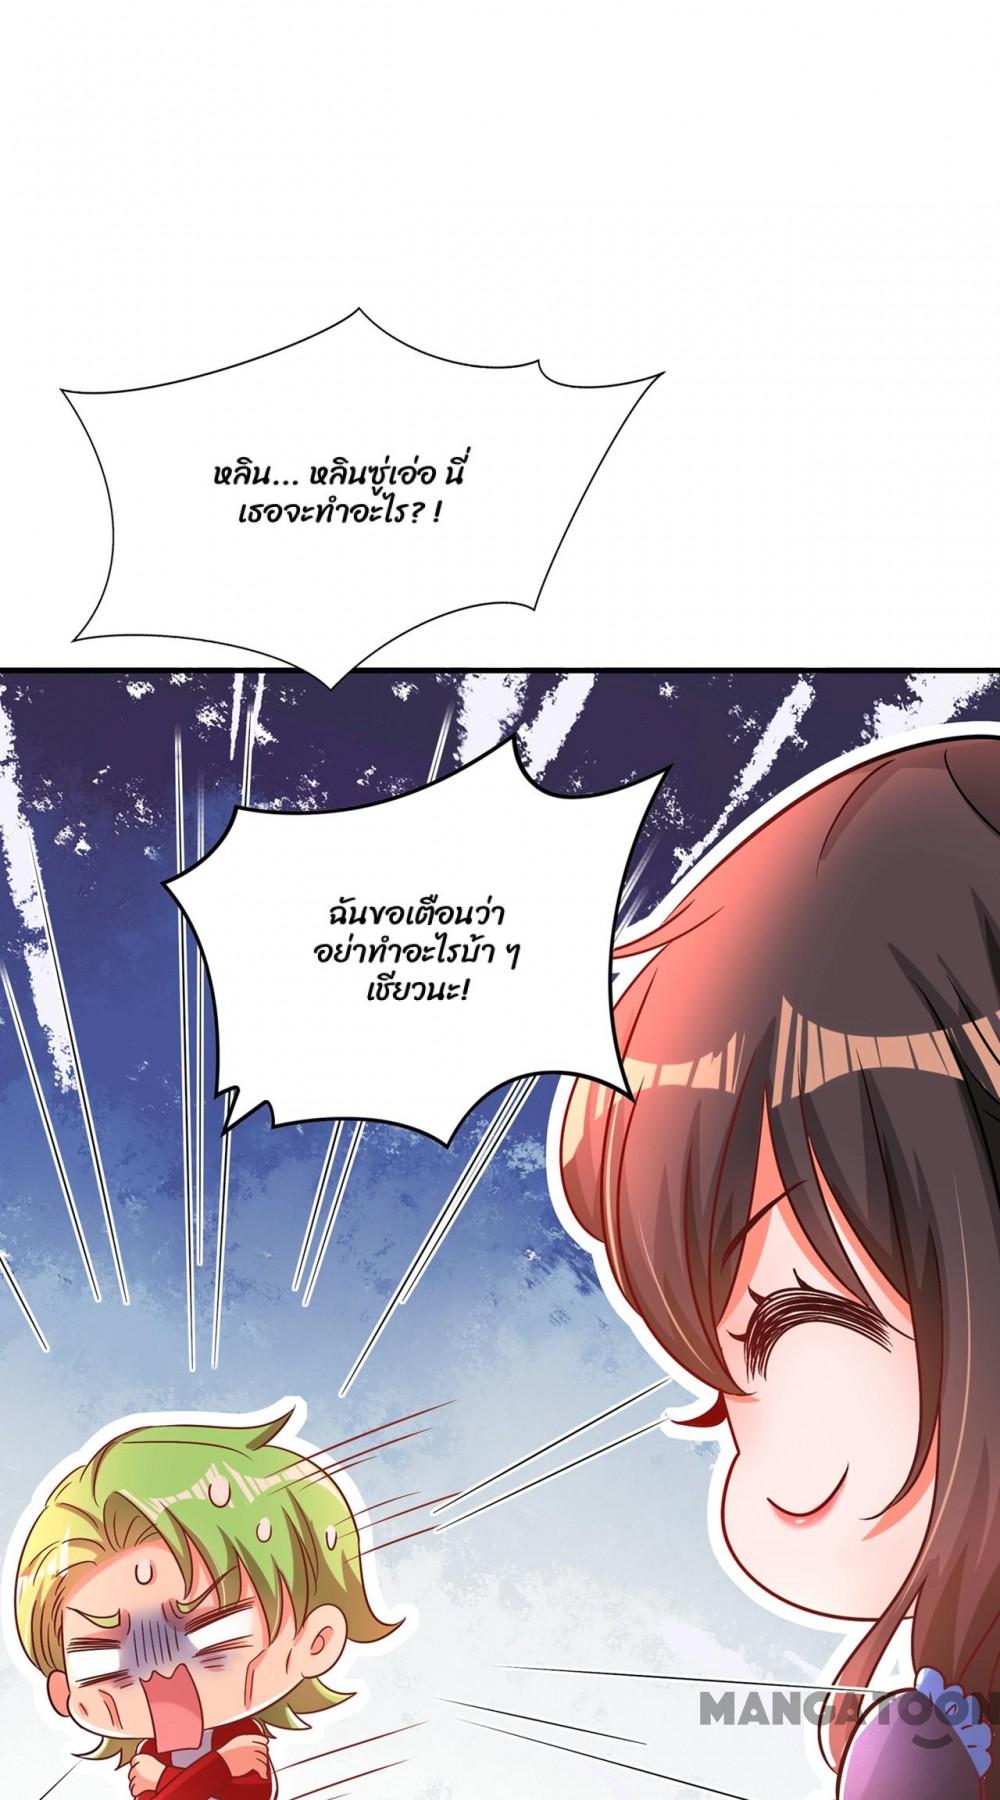 หลิน... หลินซู่เอ่อ นี่
เธอจะทำอะไร? !
ฉันขอเตือนว่า
อย่าทำอะไรบ้า ๆ
เชียวนะ!
MANGATOON